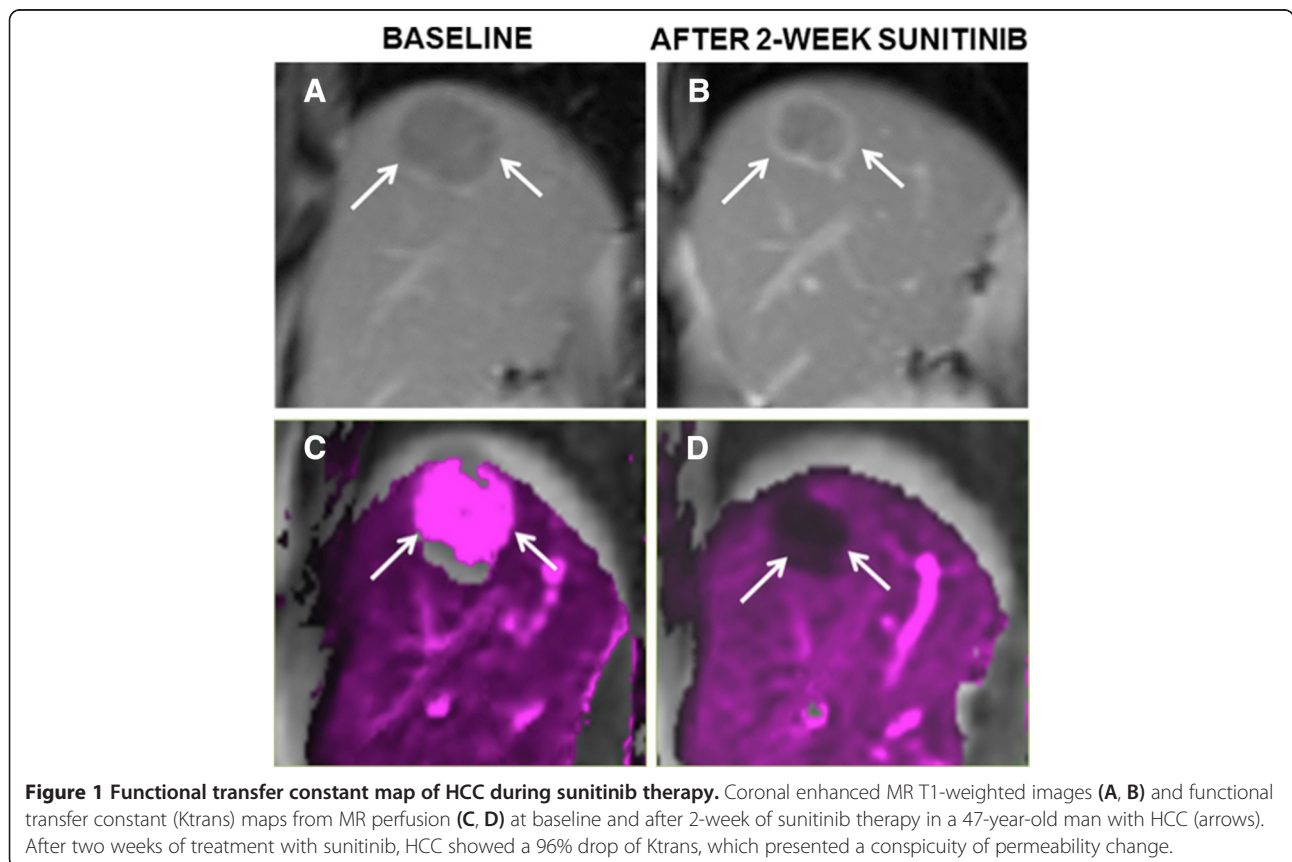 BASELINE
AFTER 2-WEEK SUNITINIB
A
B
C
D
Figure 1 Functional transfer constant map of HCC during sunitinib therapy. Coronal enhanced MR T1-weighted images (A, B) and functional
transfer constant (Ktrans) maps from MR perfusion (C, D) at baseline and after 2-week of sunitinib therapy in a 47-year-old man with HCC (arrows).
After two weeks of treatment with sunitinib, HCC showed a 96% drop of Ktrans, which presented a conspicuity of permeability change.